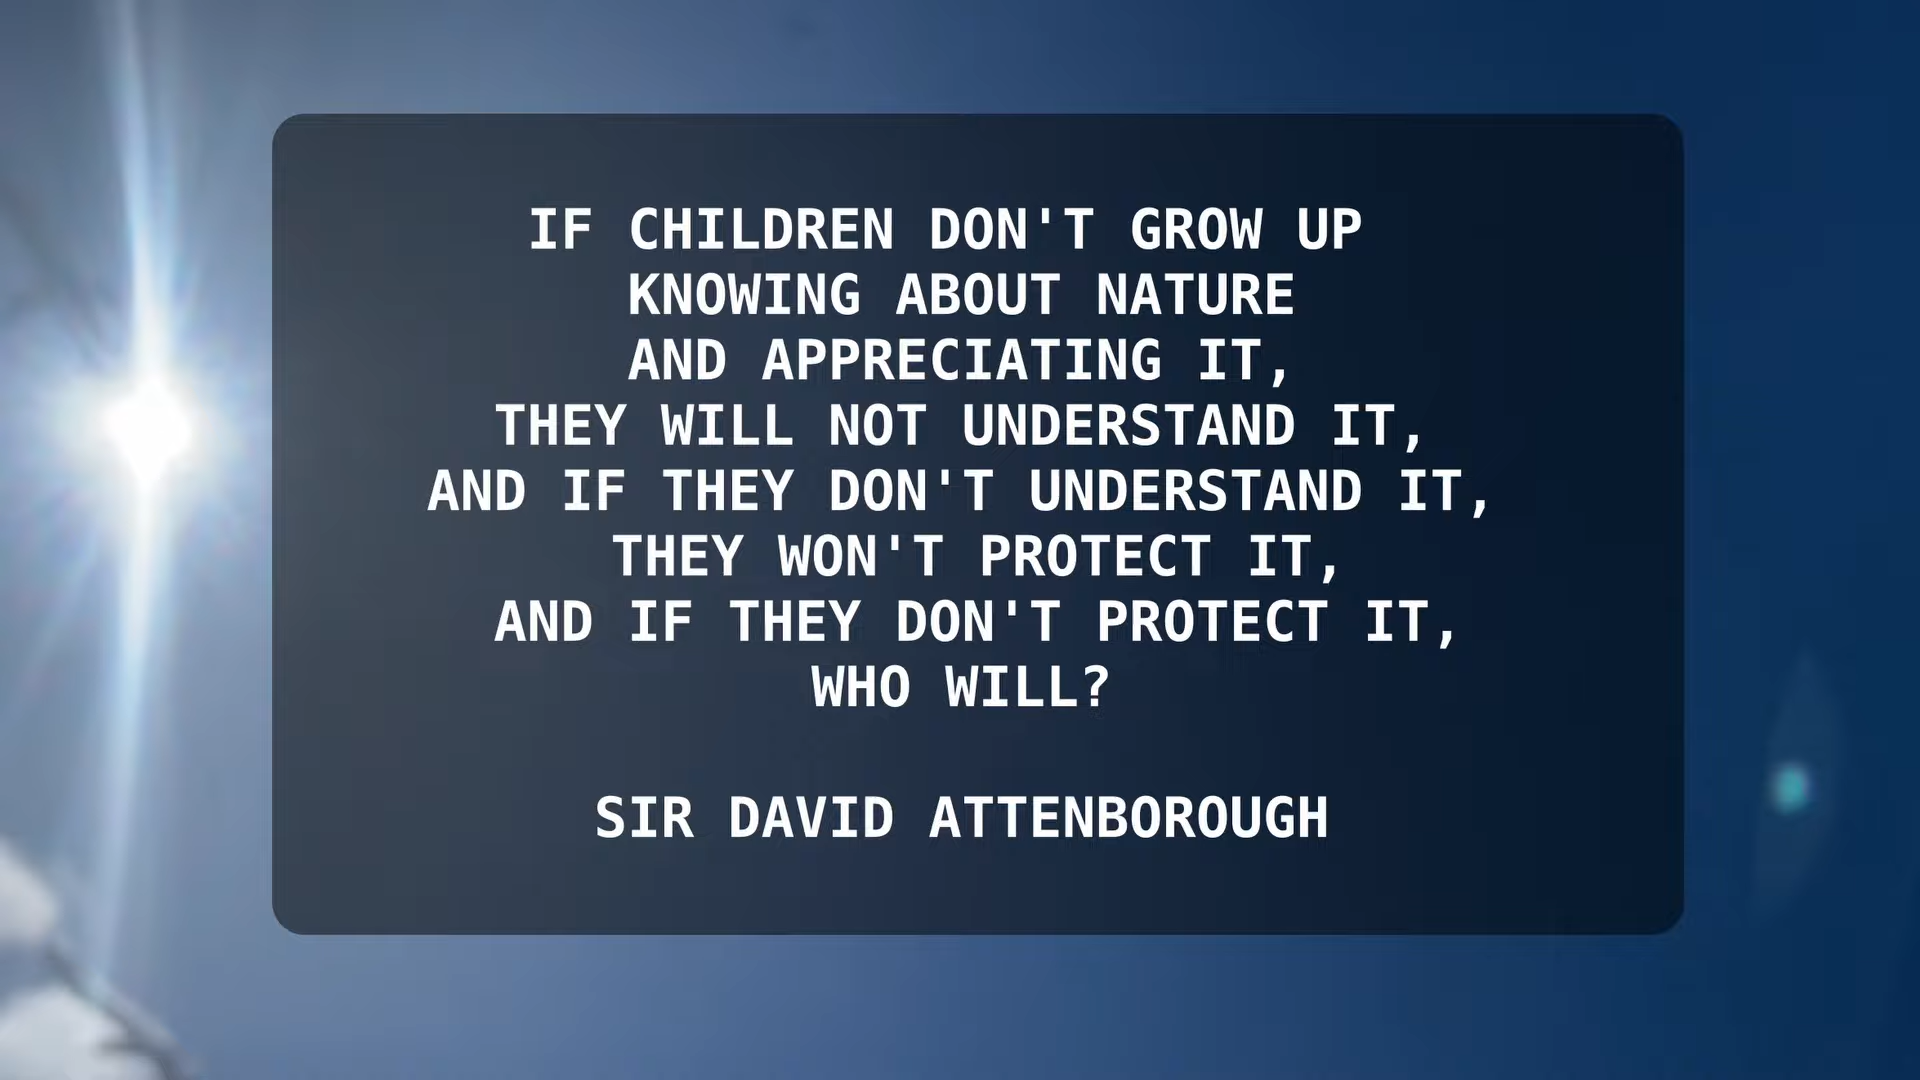 IF CHILDREN DON'T GROW UP
KNOWING ABOUT NATURE
AND APPRECIATING IT,
THEY WILL NOT UNDERSTAND IT,
AND IF THEY DON'T UNDERSTAND IT,
THEY WON'T PROTECT IT,
AND IF THEY DON'T PROTECT IT,
WHO WILL?
SIR DAVID ATTENBOROUGH